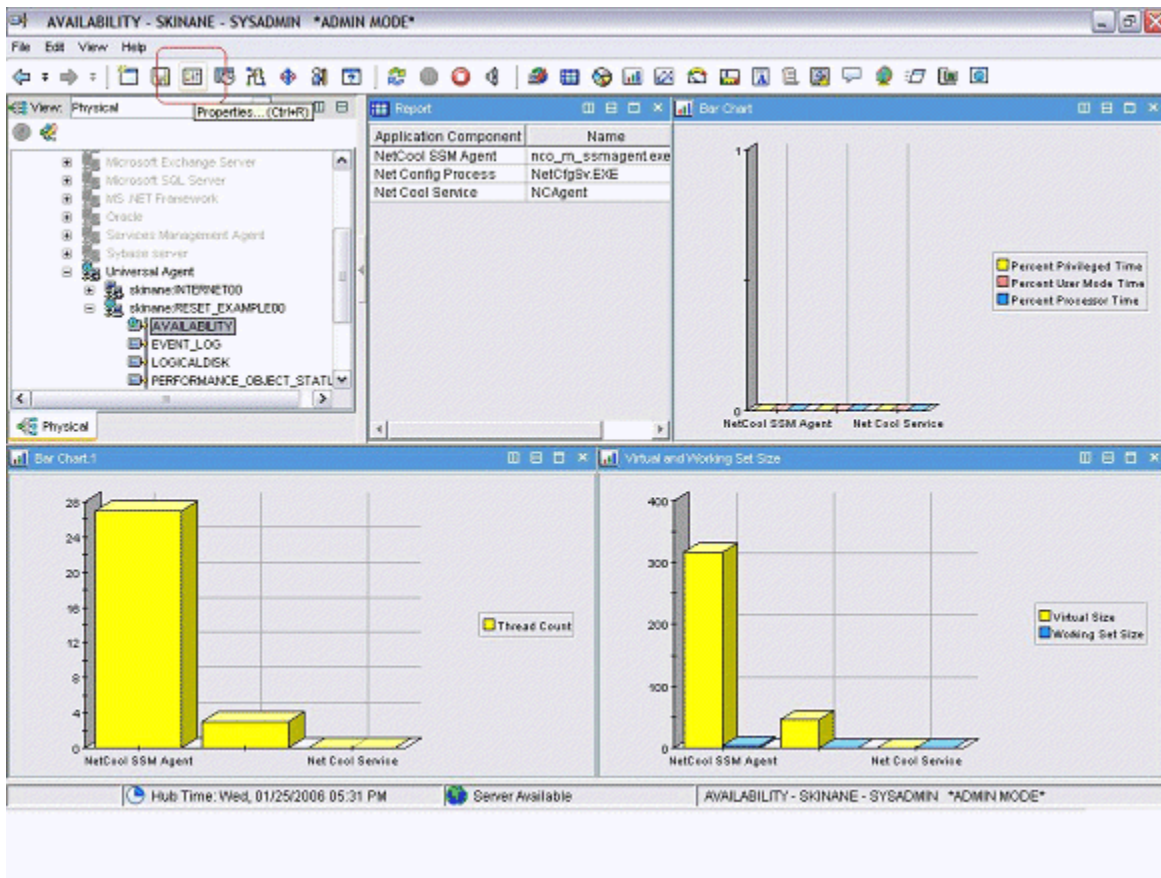 AVAILABILITY - SKINANE - SYSADMIN *ADMIN MODE*
File Edit View Help
View: Physical
Properties... (Ctrl+R)
Microsoft Exchange Server
Microsoft SQL Server
MS .NET Framework
Oracle
Services Management Agent
Sybase server
Universal Agent
skinane:INTERNET00
skinane:RESET_EXAMPLE00
AVAILABILITY
EVENT_LOG
LOGICALDISK
PERFORMANCE_OBJECT_STATU
Physical
Report
Application Component Name
NetCool SSM Agent nco_m_ssmagent.exe
Net Config Process NetCfgSv.EXE
Net Cool Service NCAgent
Bar Chart
1
0
NetCool SSM Agent Net Cool Service
Percent Privileged Time
Percent User Mode Time
Percent Processor Time
Bar Chart:1
28
24
20
16
12
8
4
0
NetCool SSM Agent Net Cool Service
Thread Count
Virtual and Working Set Size
400
300
200
100
0
NetCool SSM Agent Net Cool Service
Virtual Size
Working Set Size
Hub Time: Wed, 01/25/2006 05:31 PM
Server Available
AVAILABILITY - SKINANE - SYSADMIN *ADMIN MODE*